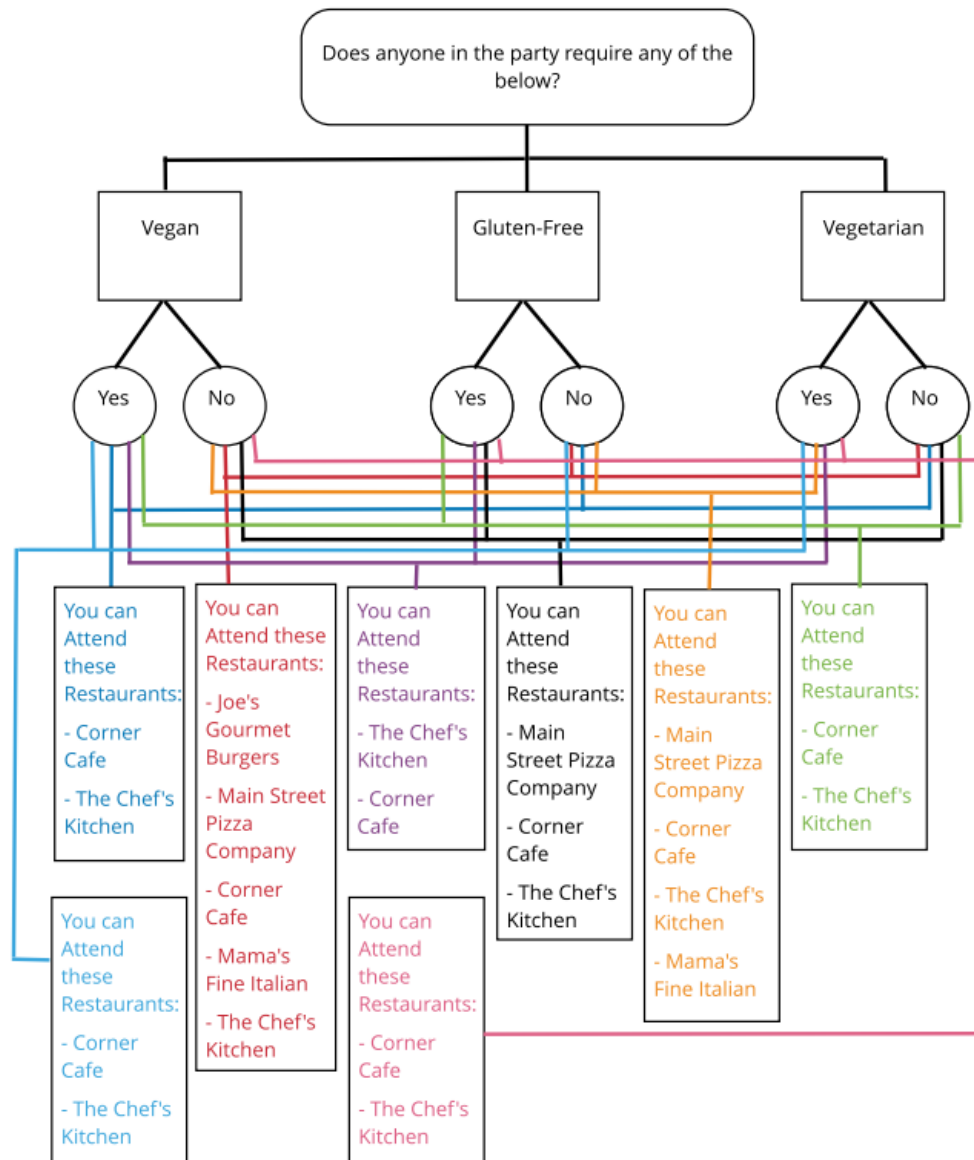 Does anyone in the party require any of the
below?
Vegan
Gluten-Free
Vegetarian
Yes
No
Yes
No
Yes
No
You can
Attend
these
Restaurants:
- Corner
Cafe
- The Chef's
Kitchen
You can
Attend these
Restaurants:
- Joe's
Gourmet
Burgers
- Main Street
Pizza
Company
- Corner
Cafe
- Mama's
Fine Italian
- The Chef's
Kitchen
You can
Attend
these
Restaurants:
- The Chef's
Kitchen
- Corner
Cafe
You can
Attend
these
Restaurants:
- Main
Street Pizza
Company
- Corner
Cafe
- The Chef's
Kitchen
You can
Attend
these
Restaurants:
- Main
Street Pizza
Company
- Corner
Cafe
- The Chef's
Kitchen
- Mama's
Fine Italian
You can
Attend
these
Restaurants:
- Corner
Cafe
- The Chef's
Kitchen
You can
Attend
these
Restaurants:
- Corner
Cafe
- The Chef's
Kitchen
You can
Attend
these
Restaurants:
- Corner
Cafe
- The Chef's
Kitchen